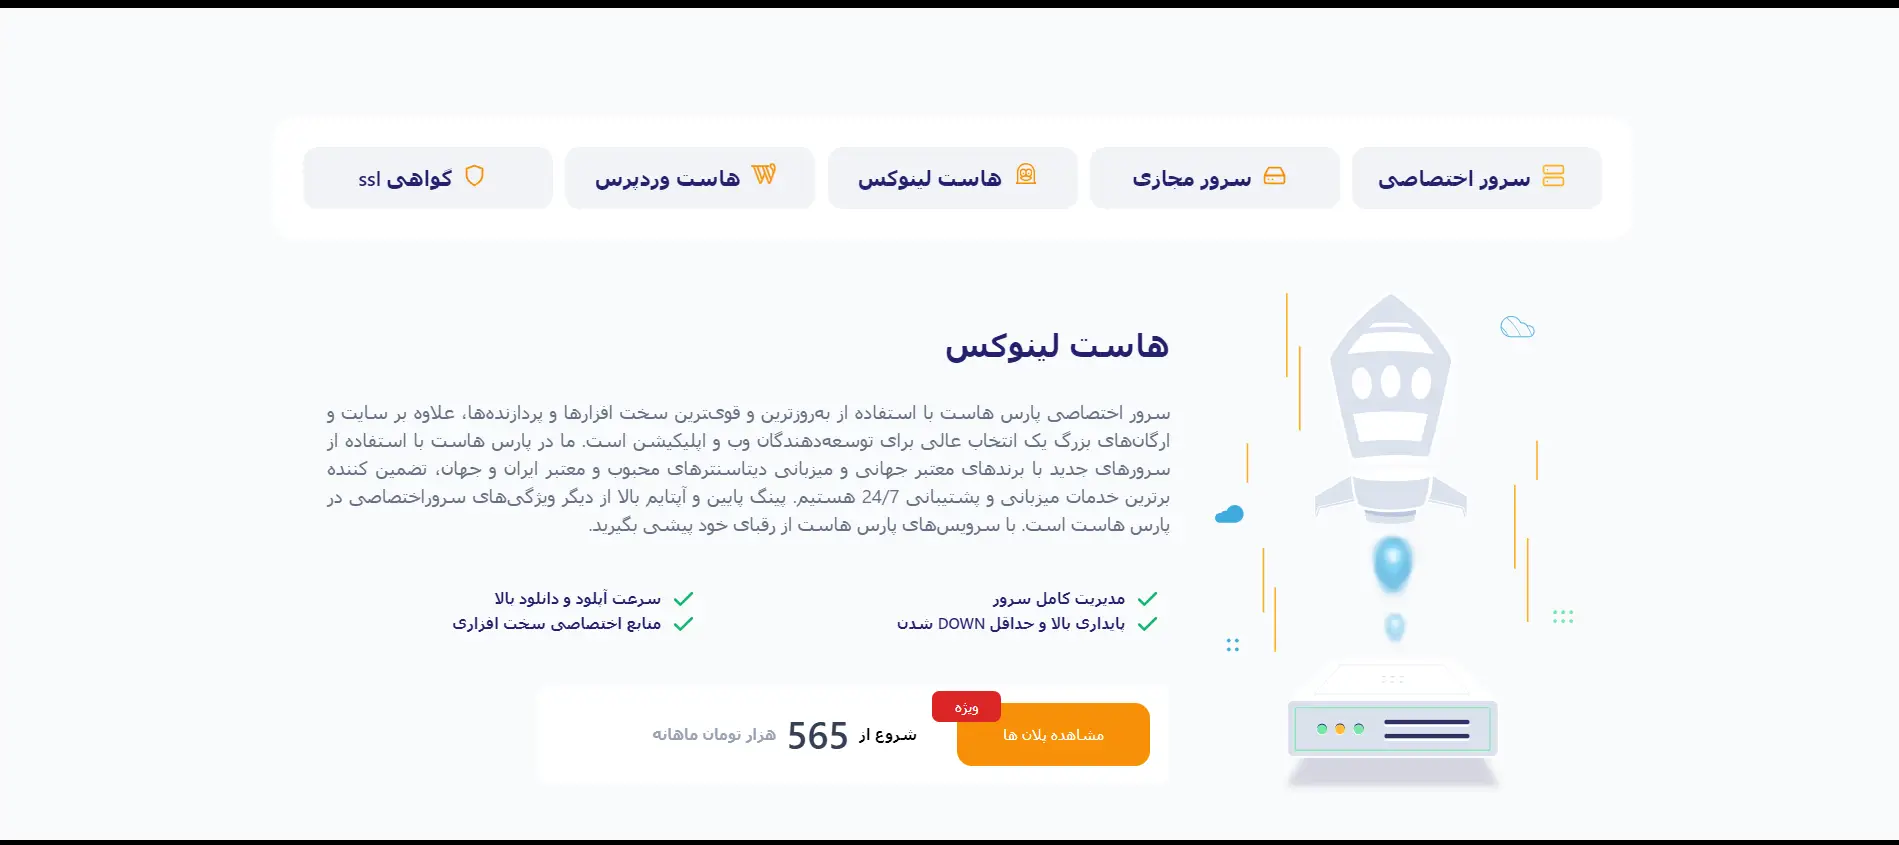 سرور اختصاصی
سرور مجازی
هاست لینوکس
هاست وردپرس
گواهی ssl
هاست لینوکس
سرور اختصاصی پارس هاست با استفاده از به‌روزترین و قوی‌ترین سخت افزارها و پردازنده‌ها، علاوه بر سایت و
ارگان‌های بزرگ یک انتخاب عالی برای توسعه‌دهندگان وب و اپلیکیشن است. ما در پارس هاست با استفاده از
سرورهای جدید با برندهای معتبر جهانی و میزبانی دیتاسنترهای محبوب و معتبر ایران و جهان، تضمین کننده
برترین خدمات میزبانی و پشتیبانی 24/7 هستیم. پینگ پایین و آپتایم بالا از دیگر ویژگی‌های سروراختصاصی در
پارس هاست است. با سرویس‌های پارس هاست از رقبای خود پیشی بگیرید.
مدیریت کامل سرور
سرعت آپلود و دانلود بالا
پایداری بالا و حداقل DOWN شدن
منابع اختصاصی سخت افزاری
ویژه
مشاهده پلان ها
شروع از 565 هزار تومان ماهانه